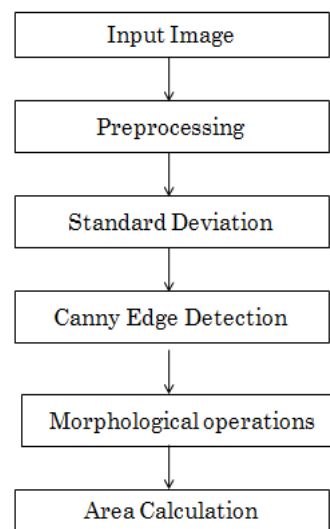 Input Image
Preprocessing
Standard Deviation
Canny Edge Detection
Morphological operations
Area Calculation